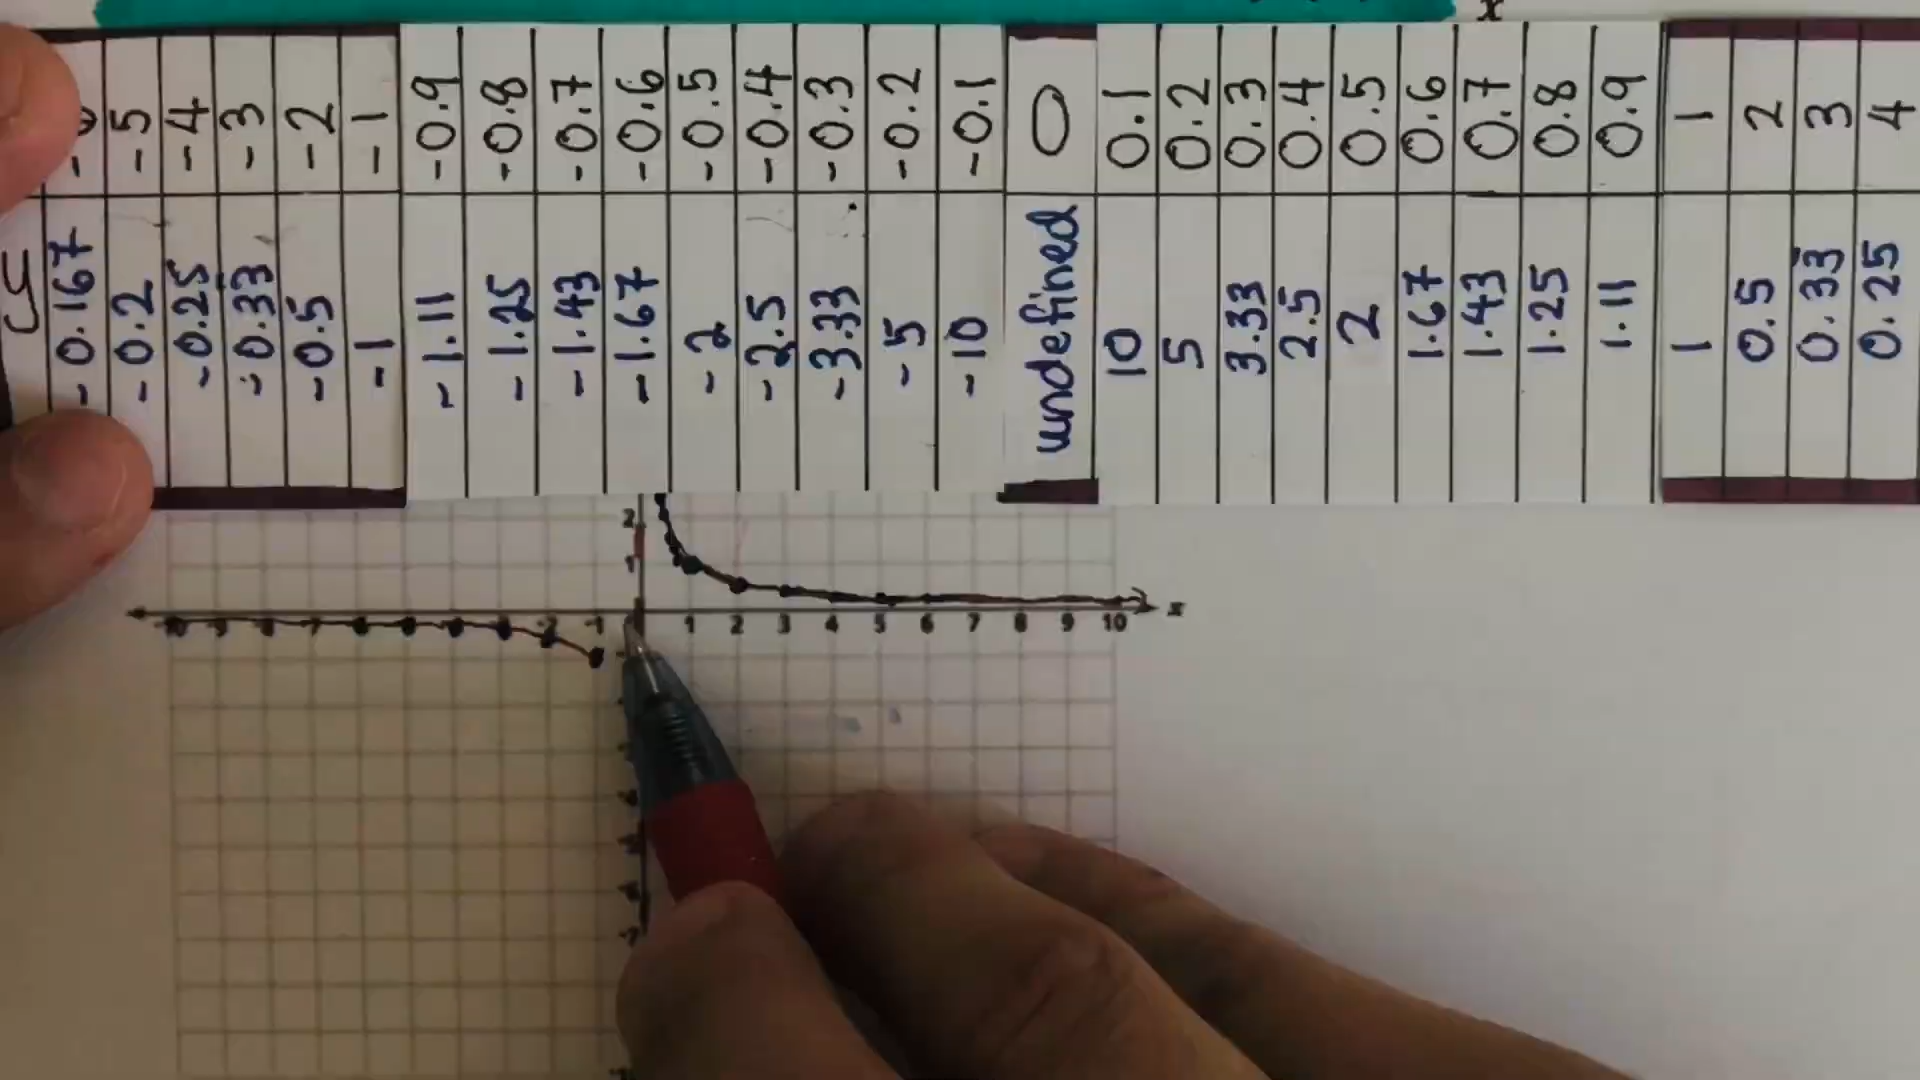 x
-5 -4 -3 -2 -1 -0.9 -0.8 -0.7 -0.6 -0.5 -0.4 -0.3 -0.2 -0.1 0 0.1 0.2 0.3 0.4 0.5 0.6 0.7 0.8 0.9 1 2 3 4
y -0.167 -0.2 -0.25 -0.33 -0.5 -1 -1.11 -1.25 -1.43 -1.67 -2 -2.5 -3.33 -5 -10 undefined 10 5 3.33 2.5 2 1.67 1.43 1.25 1.11 1 0.5 0.33 0.25
2
1
x
-2 -1 1 2 3 4 5 6 7 8 9 10
-7